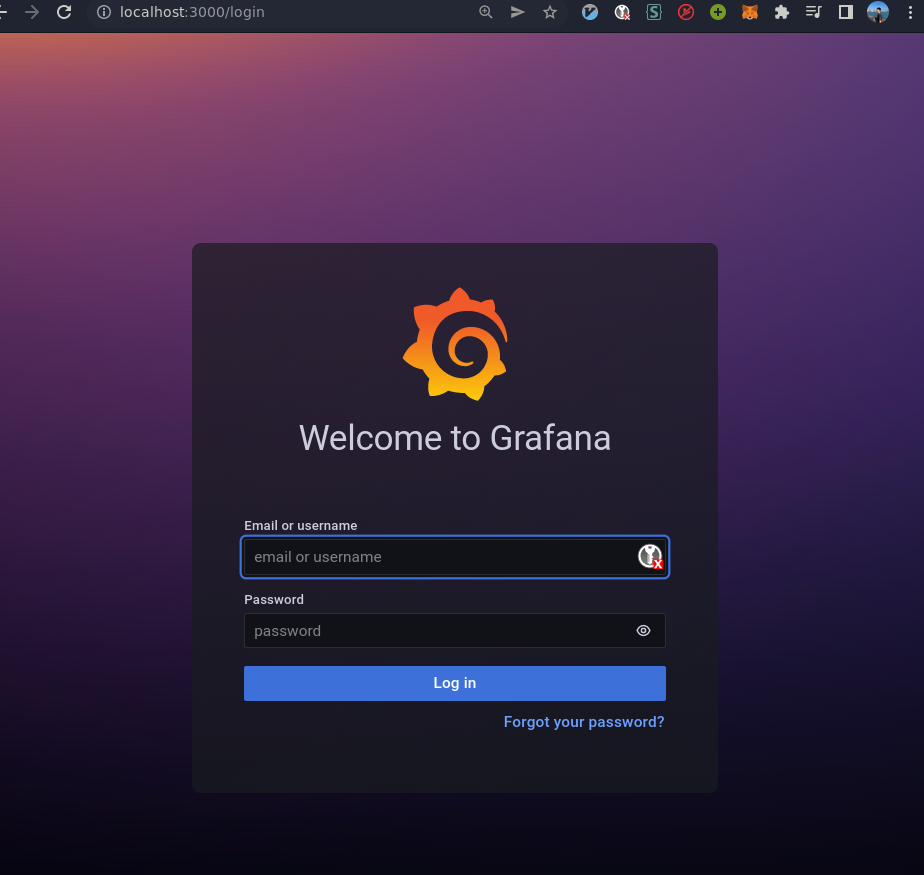 localhost:3000/login
Welcome to Grafana
Email or username
email or username
Password
password
Log in
Forgot your password?